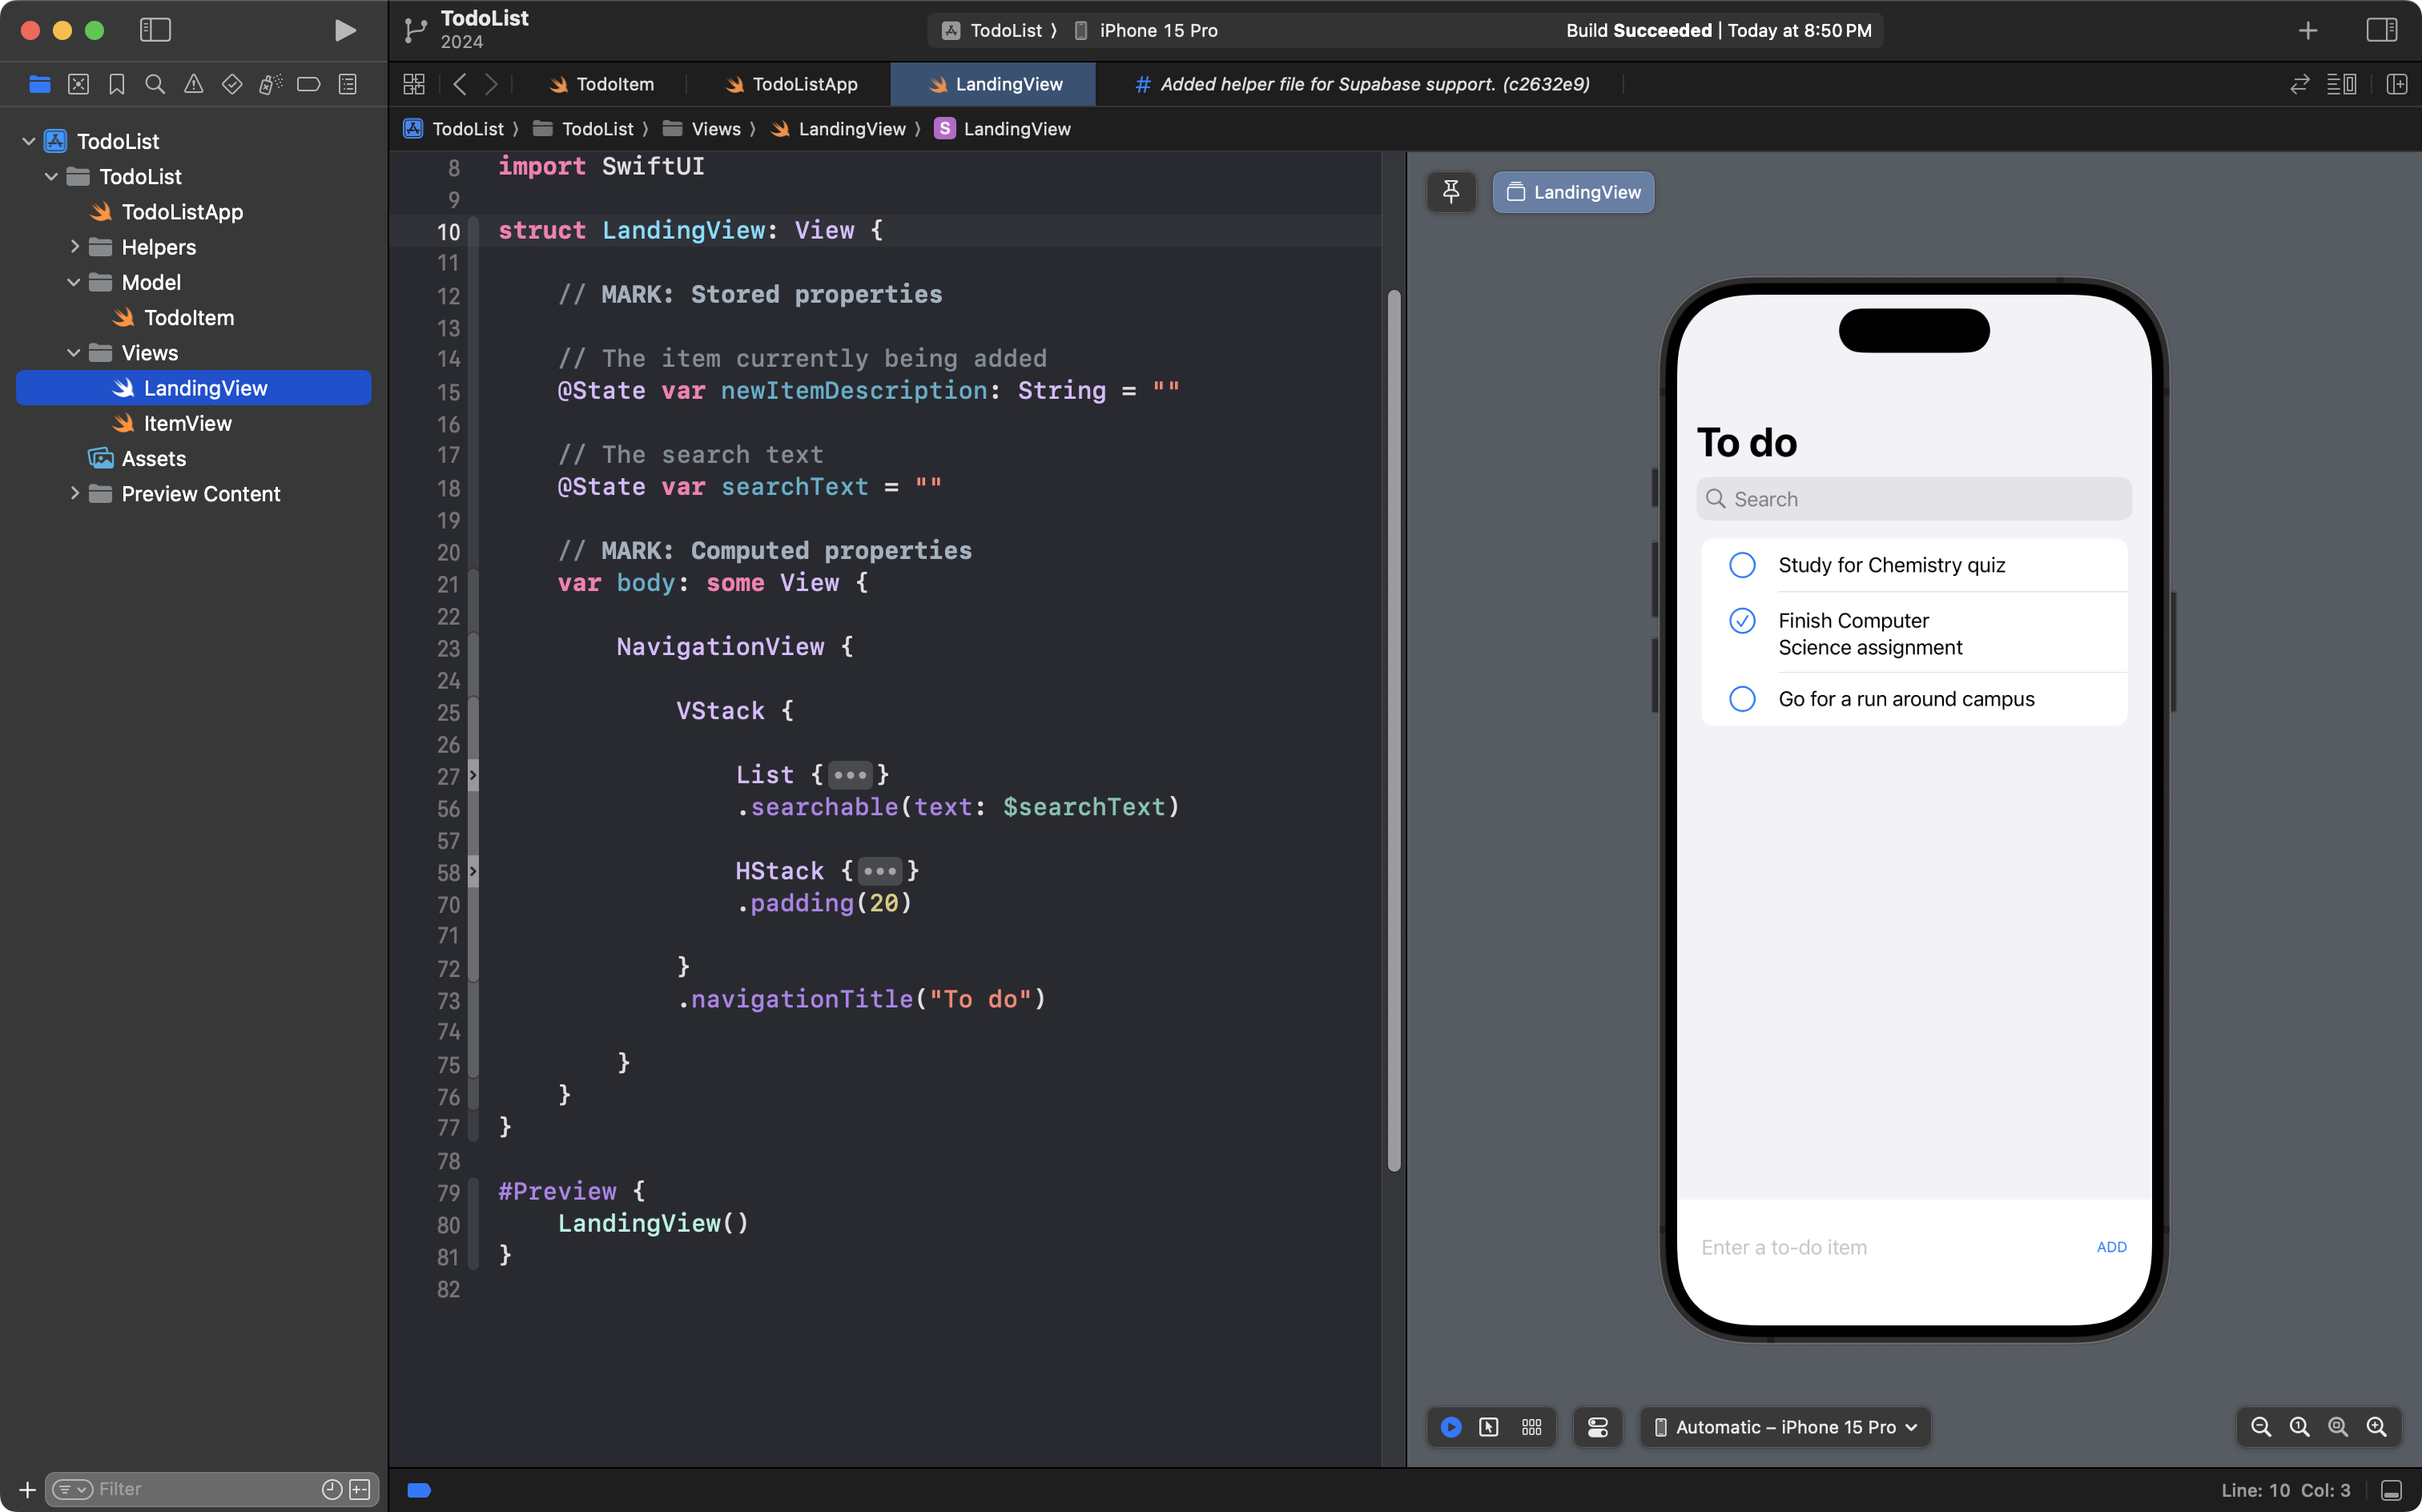 TodoList
2024
TodoList ⟩ iPhone 15 Pro
Build Succeeded | Today at 8:50 PM
TodoItem
TodoListApp
LandingView
# Added helper file for Supabase support. (c2632e9)
TodoList ⟩ TodoList ⟩ Views ⟩ LandingView ⟩ S LandingView
TodoList
TodoList
TodoListApp
Helpers
Model
TodoItem
Views
LandingView
ItemView
Assets
Preview Content
Filter
8 import SwiftUI
9
10 struct LandingView: View {
11
12     // MARK: Stored properties
13
14     // The item currently being added
15     @State var newItemDescription: String = ""
16
17     // The search text
18     @State var searchText = ""
19
20     // MARK: Computed properties
21     var body: some View {
22
23         NavigationView {
24
25             VStack {
26
27                 List {•••}
56                 .searchable(text: $searchText)
57
58                 HStack {•••}
70                 .padding(20)
71
72             }
73             .navigationTitle("To do")
74
75         }
76     }
77 }
78
79 #Preview {
80     LandingView()
81 }
82
LandingView
To do
Search
Study for Chemistry quiz
Finish Computer
Science assignment
Go for a run around campus
Enter a to-do item
ADD
Automatic – iPhone 15 Pro
Line: 10 Col: 3